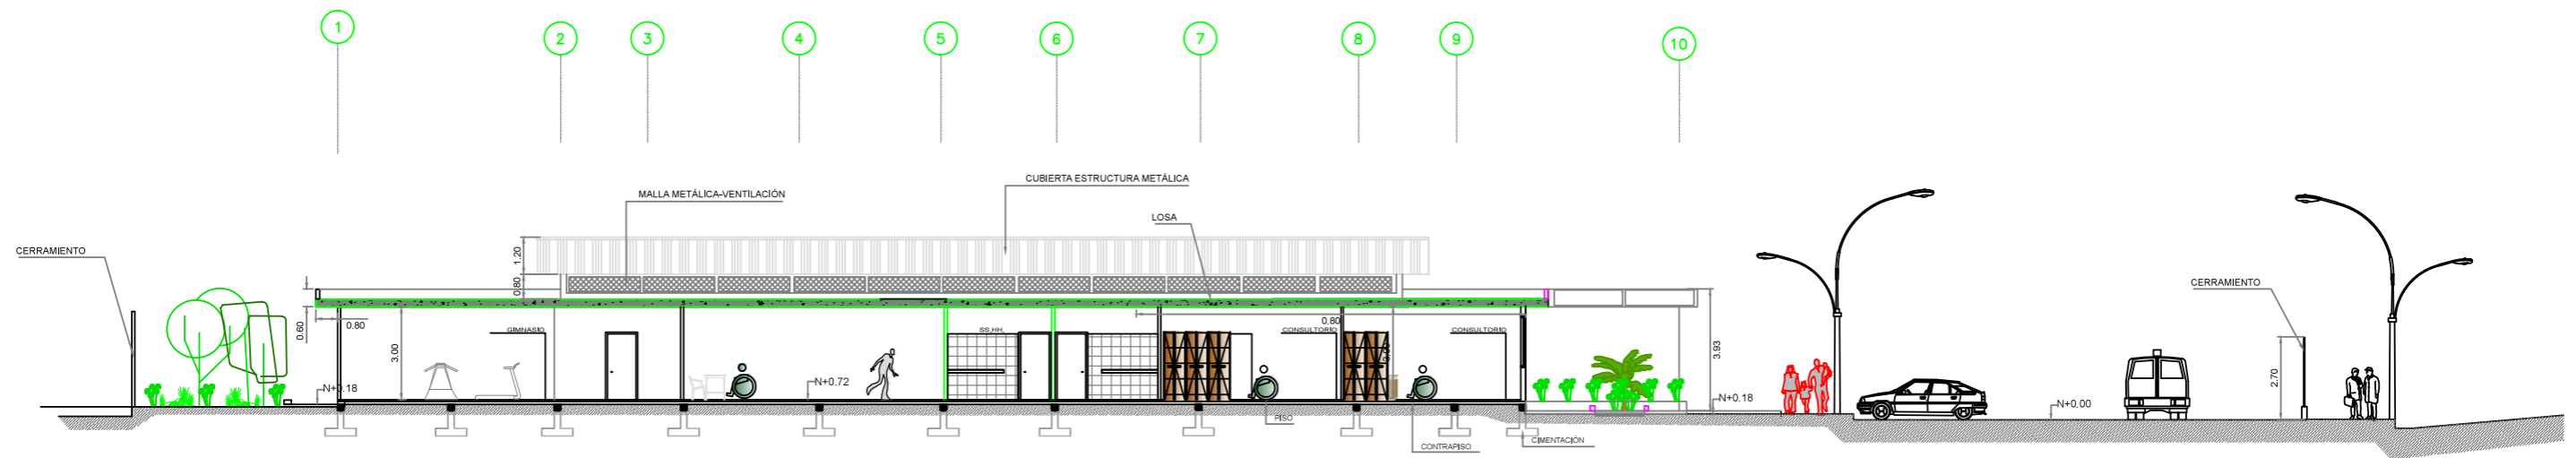 1
2
3
4
5
6
7
8
9
10
CUBIERTA ESTRUCTURA METÁLICA
MALLA METÁLICA-VENTILACIÓN
LOSA
CERRAMIENTO
1.20
0.80
CERRAMIENTO
0.60
0.80
0.80
GIMNASIO
SS.HH.
CONSULTORIO
CONSULTORIO
3.00
3.93
2.70
N+0.18
N+0.72
N+0.18
N+0.00
PISO
CONTRAPISO
CIMENTACIÓN